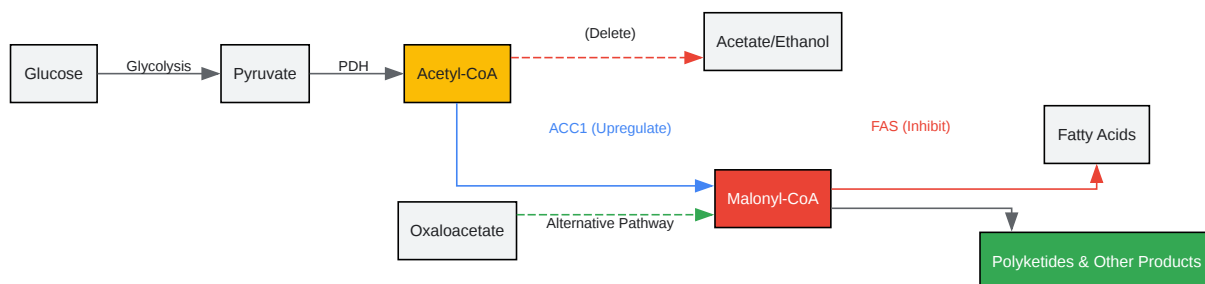 (Delete)
Acetate/Ethanol
Glucose
Glycolysis
Pyruvate
PDH
Acetyl-CoA
ACC1 (Upregulate)
FAS (Inhibit)
Fatty Acids
Malonyl-CoA
Oxaloacetate
Alternative Pathway
Polyketides & Other Products